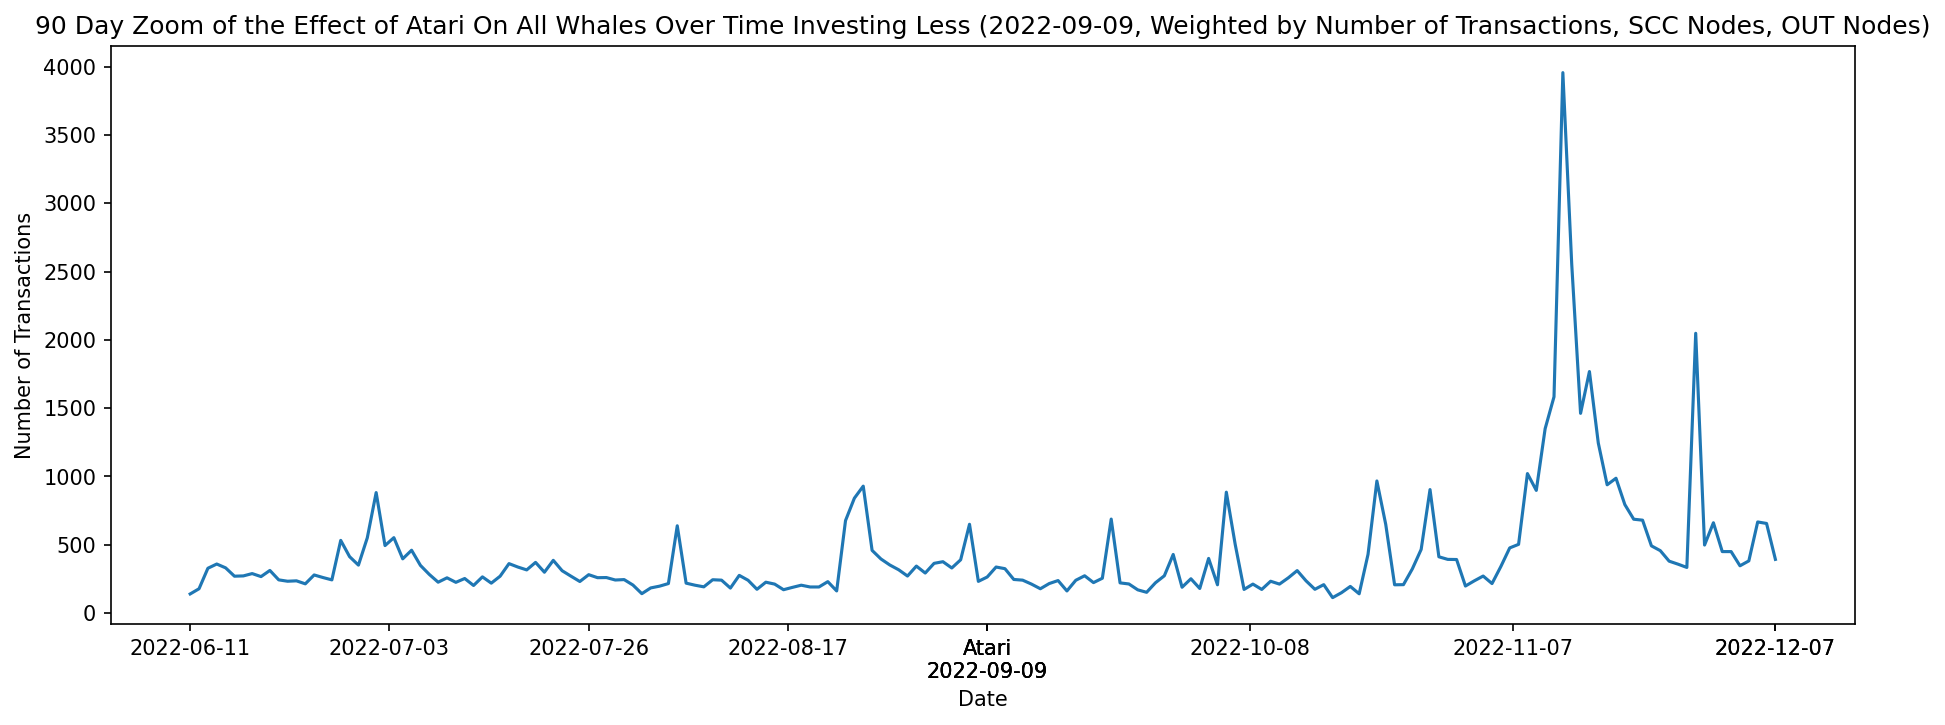 90 Day Zoom of the Effect of Atari On All Whales Over Time Investing Less (2022-09-09, Weighted by Number of Transactions, SCC Nodes, OUT Nodes)
4000
3500
3000
2500
2000
1500
1000
500
0
Number of Transactions
2022-06-11 2022-07-03 2022-07-26 2022-08-17 Atari 2022-10-08 2022-11-07 2022-12-07
2022-09-09
Date